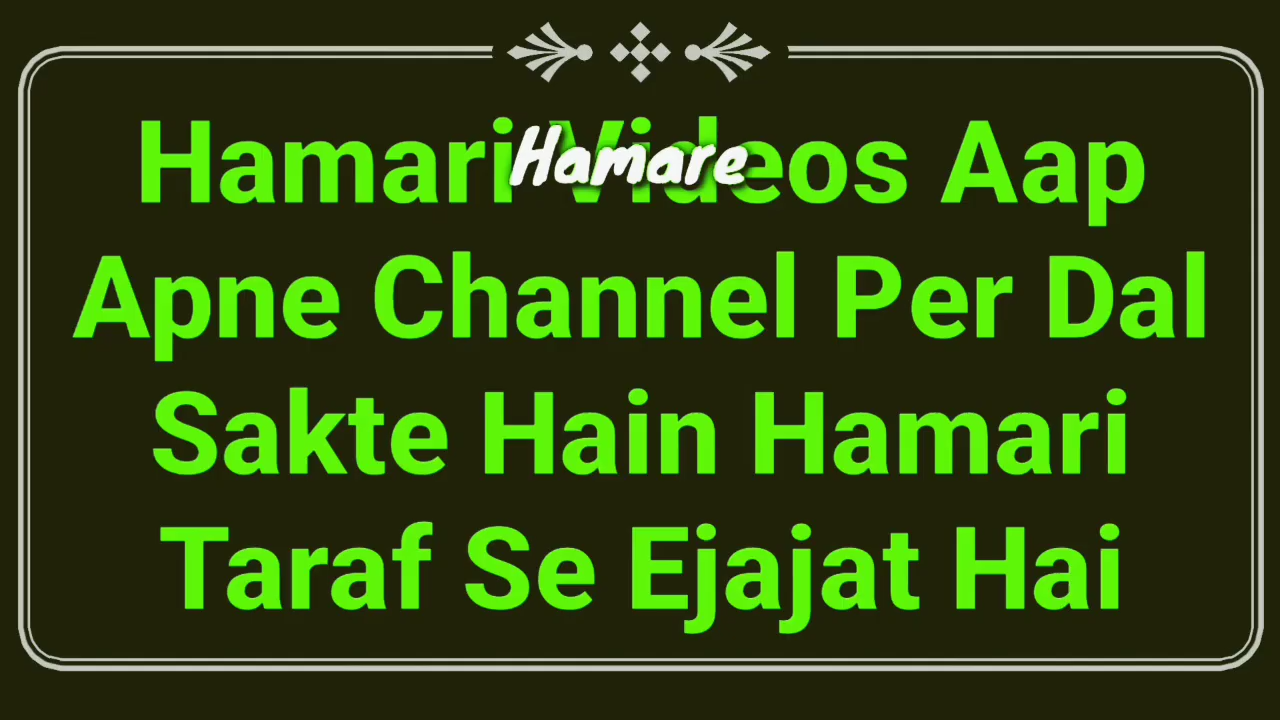 Hamari Videos Aap
Hamare
Apne Channel Per Dal
Sakte Hain Hamari
Taraf Se Ejajat Hai